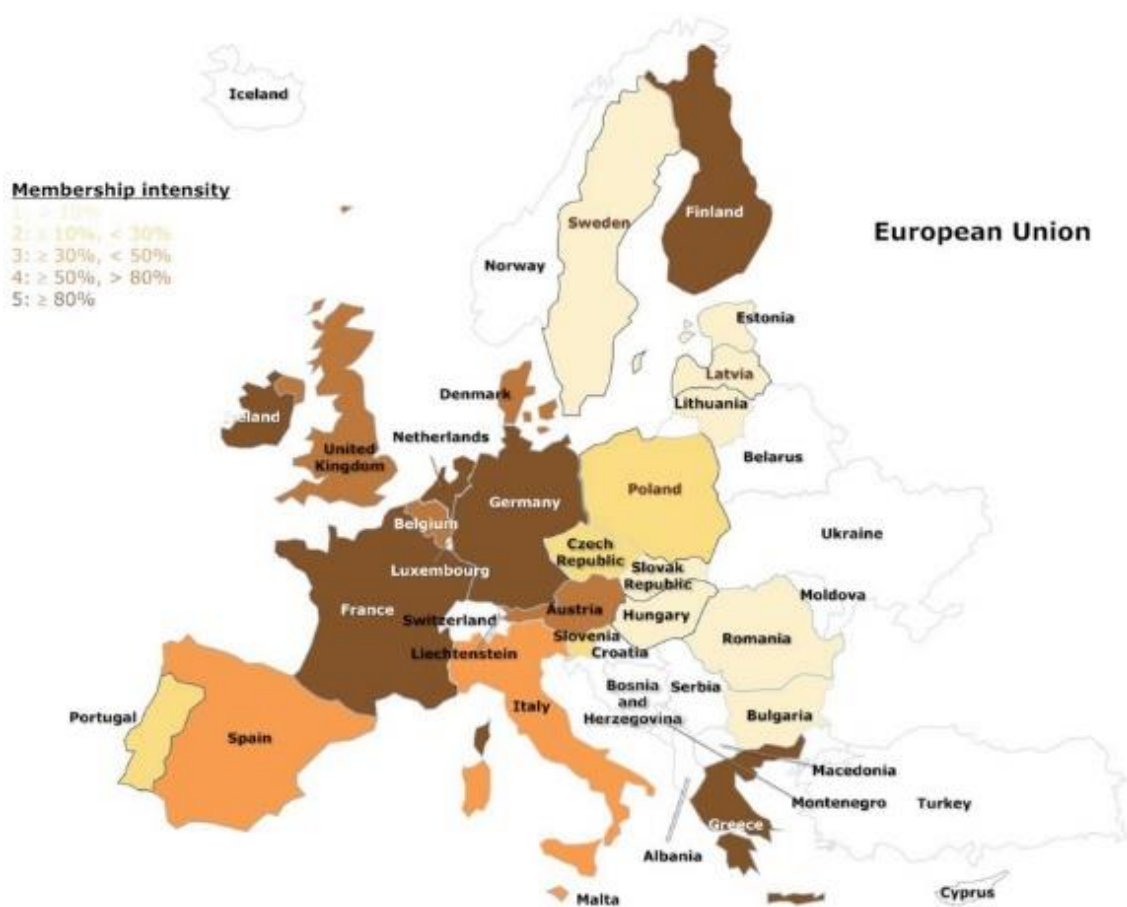 Iceland
Membership intensity
1: ≥ 10%
2: ≥ 10%, < 30%
3: ≥ 30%, < 50%
4: ≥ 50%, > 80%
5: ≥ 80%
European Union
Finland
Sweden
Norway
Estonia
Latvia
Lithuania
Denmark
Ireland
Netherlands
United
Kingdom
Belarus
Poland
Germany
Belgium
Ukraine
Czech
Republic
Slovak
Republic
Luxembourg
Moldova
France
Austria
Hungary
Switzerland
Slovenia
Romania
Liechtenstein
Croatia
Bosnia
and
Herzegovina
Serbia
Italy
Portugal
Bulgaria
Spain
Macedonia
Montenegro
Turkey
Greece
Albania
Cyprus
Malta